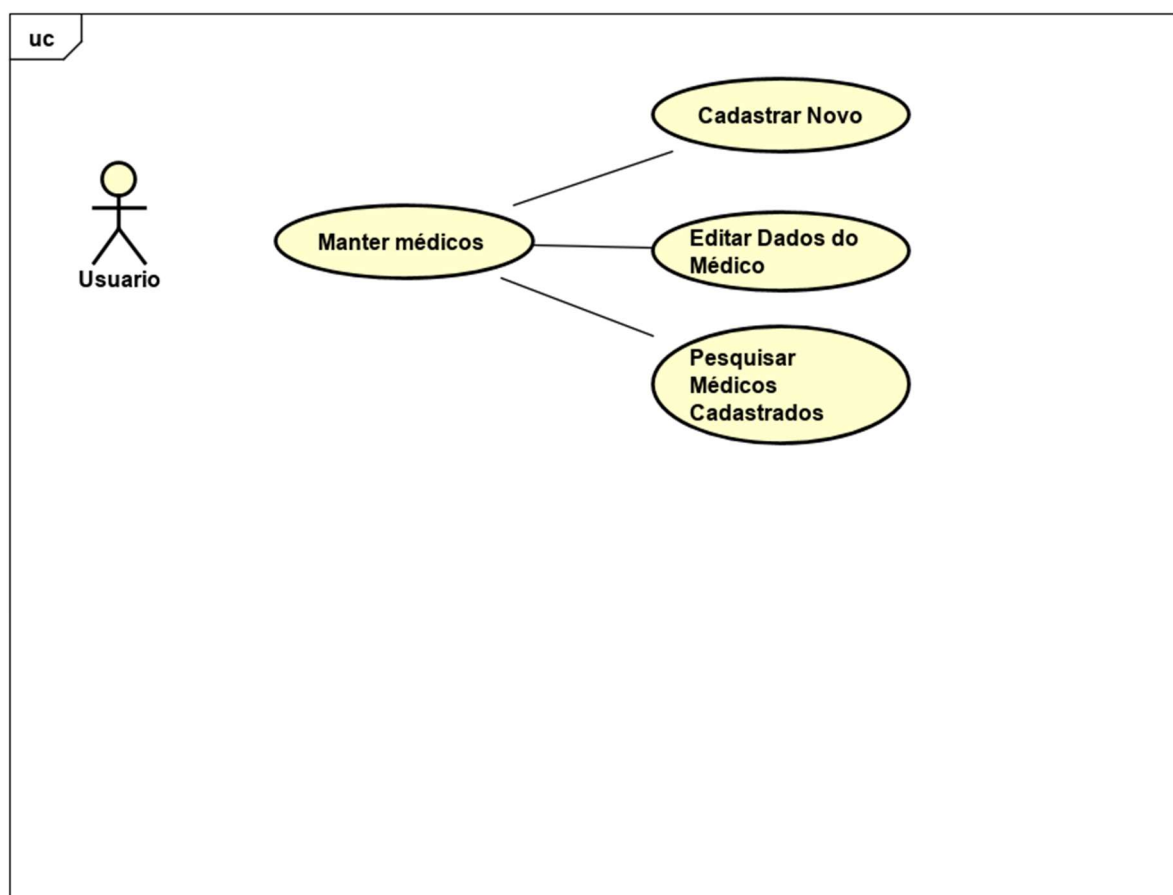 uc
Cadastrar Novo
Usuario
Manter médicos
Editar Dados do
Médico
Pesquisar
Médicos
Cadastrados